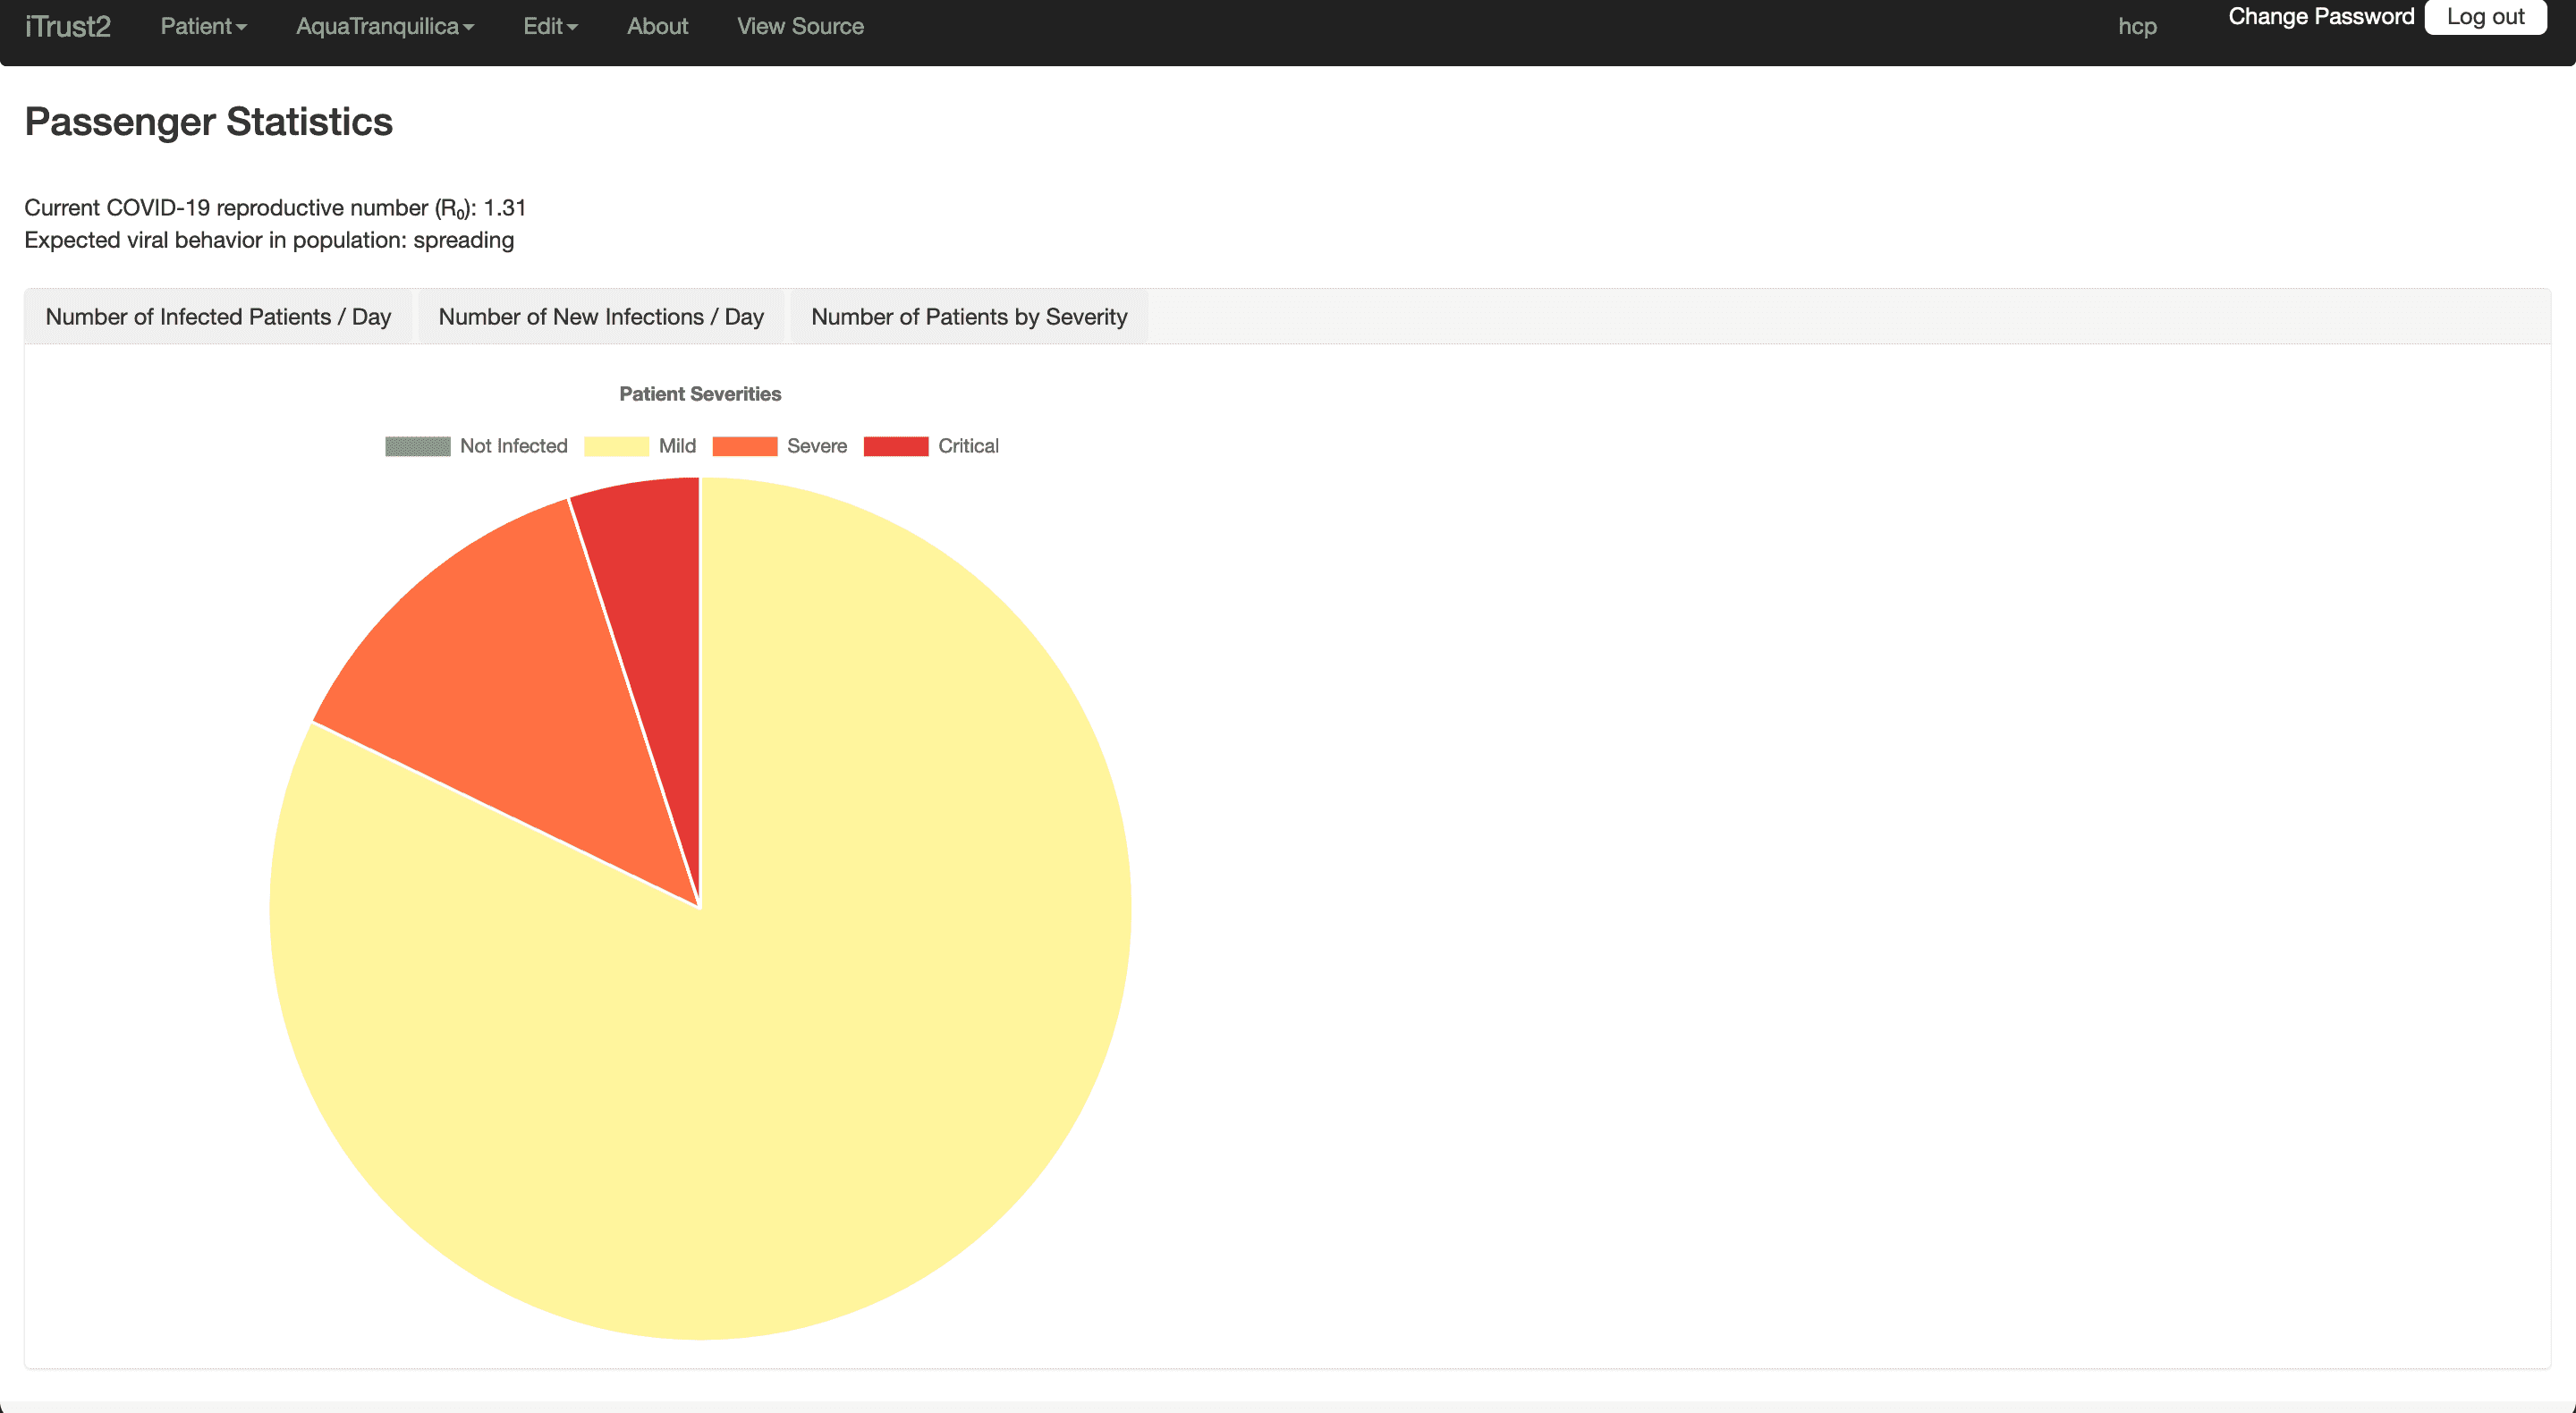 iTrust2 Patient AquaTranquilica Edit About View Source hcp Change Password Log out
Passenger Statistics
Current COVID-19 reproductive number (R₀): 1.31
Expected viral behavior in population: spreading
Number of Infected Patients / Day Number of New Infections / Day Number of Patients by Severity
Patient Severities
Not Infected Mild Severe Critical